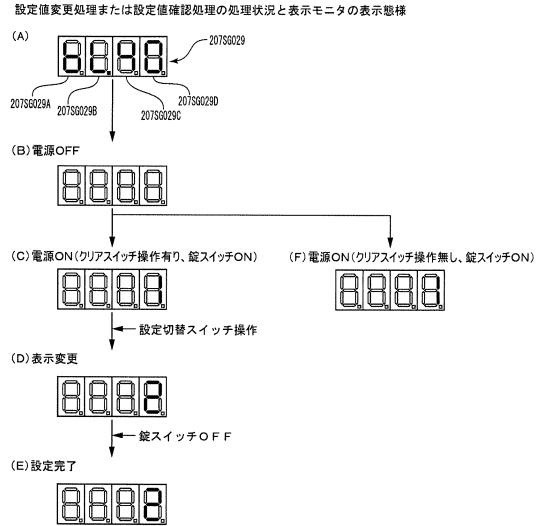 設定値変更処理または設定値確認処理の処理状況と表示モニタの表示態様
(A)
207SG029
207SG029A
207SG029B
207SG029C
207SG029D
(B)電源OFF
(C)電源ON(クリアスイッチ操作有り、錠スイッチON)
(F)電源ON(クリアスイッチ操作無し、錠スイッチON)
1
1
設定切替スイッチ操作
(D)表示変更
2
錠スイッチOFF
(E)設定完了
2